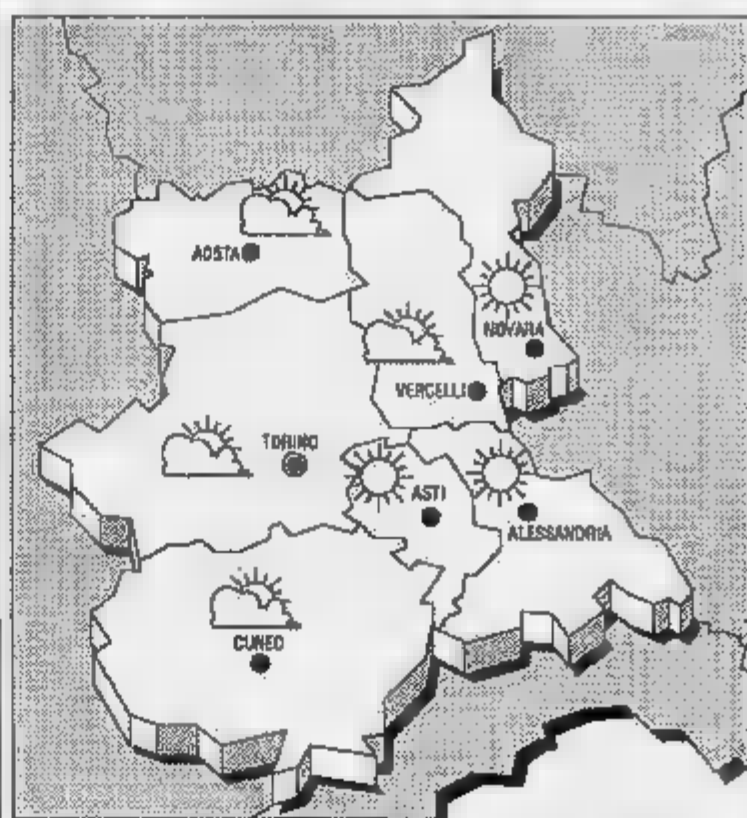 AOSTA
NOVARA
VERCELLI
TORINO
ASTI
ALESSANDRIA
CUNEO